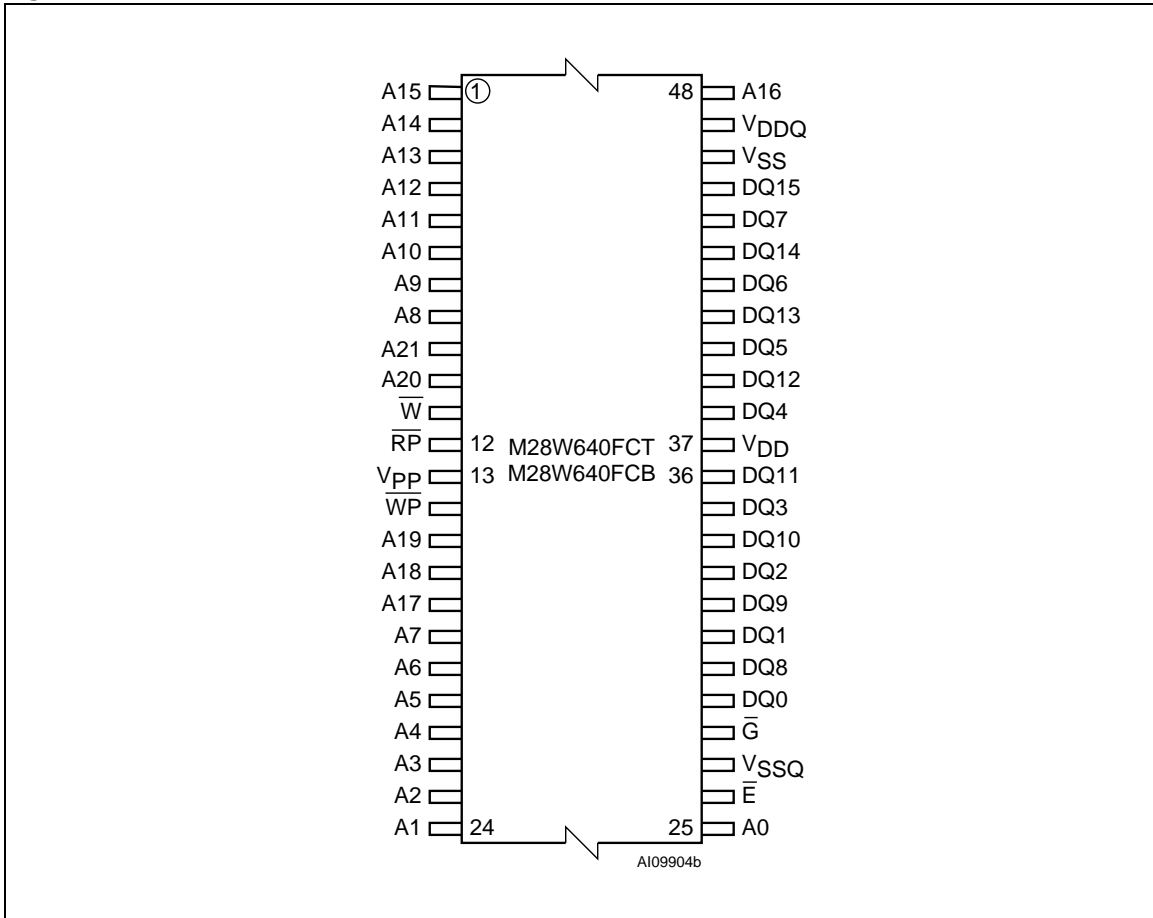 A15 1 48 A16
A14 VDDQ
A13 VSS
A12 DQ15
A11 DQ7
A10 DQ14
A9 DQ6
A8 DQ13
A21 DQ5
A20 DQ12
W̅ DQ4
R̅P̅ 12 M28W640FCT 37 VDD
VPP 13 M28W640FCB 36 DQ11
W̅P̅ DQ3
A19 DQ10
A18 DQ2
A17 DQ9
A7 DQ1
A6 DQ8
A5 DQ0
A4 G̅
A3 VSSQ
A2 E̅
A1 24 25 A0
AI09904b